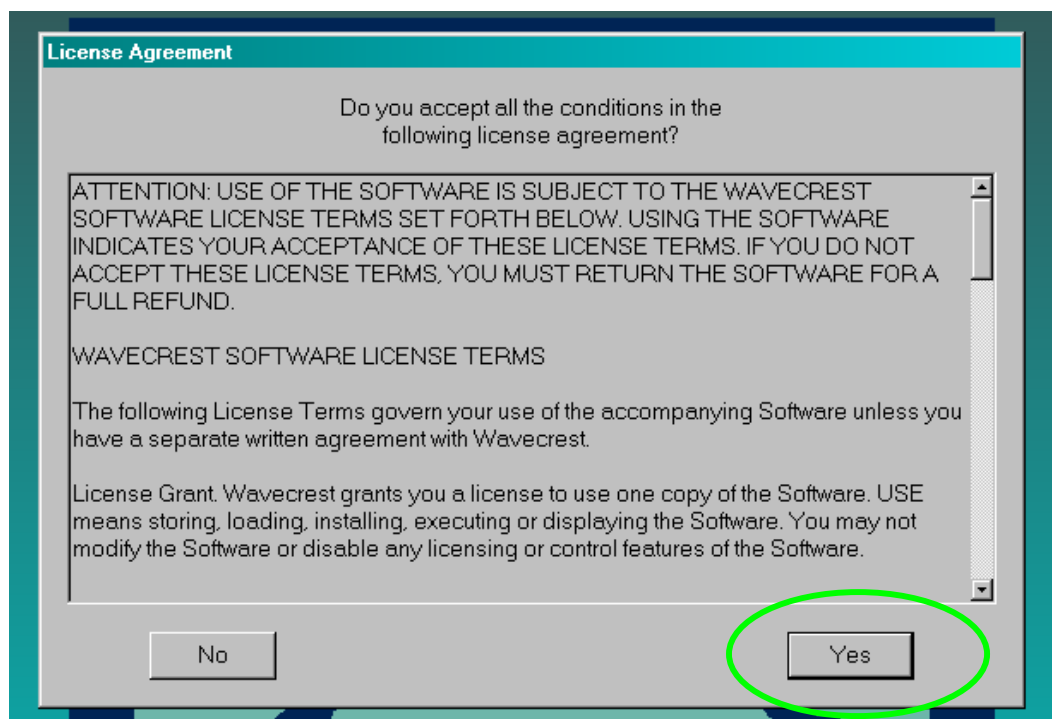 License Agreement
Do you accept all the conditions in the
following license agreement?
ATTENTION: USE OF THE SOFTWARE IS SUBJECT TO THE WAVECREST
SOFTWARE LICENSE TERMS SET FORTH BELOW. USING THE SOFTWARE
INDICATES YOUR ACCEPTANCE OF THESE LICENSE TERMS. IF YOU DO NOT
ACCEPT THESE LICENSE TERMS, YOU MUST RETURN THE SOFTWARE FOR A
FULL REFUND.
WAVECREST SOFTWARE LICENSE TERMS
The following License Terms govern your use of the accompanying Software unless you
have a separate written agreement with Wavecrest.
License Grant. Wavecrest grants you a license to use one copy of the Software. USE
means storing, loading, installing, executing or displaying the Software. You may not
modify the Software or disable any licensing or control features of the Software.
No
Yes